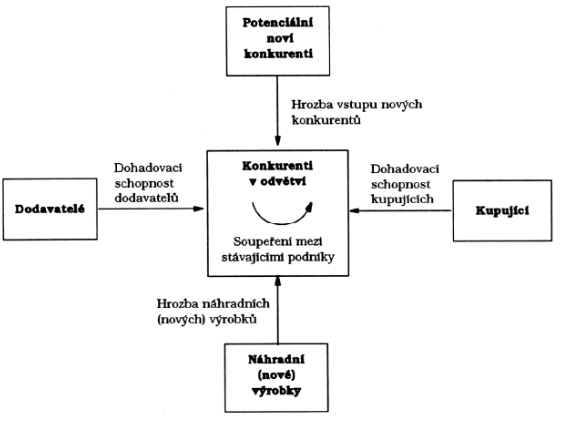 Potenciální
noví
konkurenti
Hrozba vstupu nových
konkurentů
Dohadovací
schopnost
dodavatelů
Konkurenti
v odvětví
Dohadovací
schopnost
kupujících
Dodavatelé
Kupující
Soupeření mezi
stávajícími podniky
Hrozba náhradních
(nových) výrobků
Náhradní
(nové)
výrobky